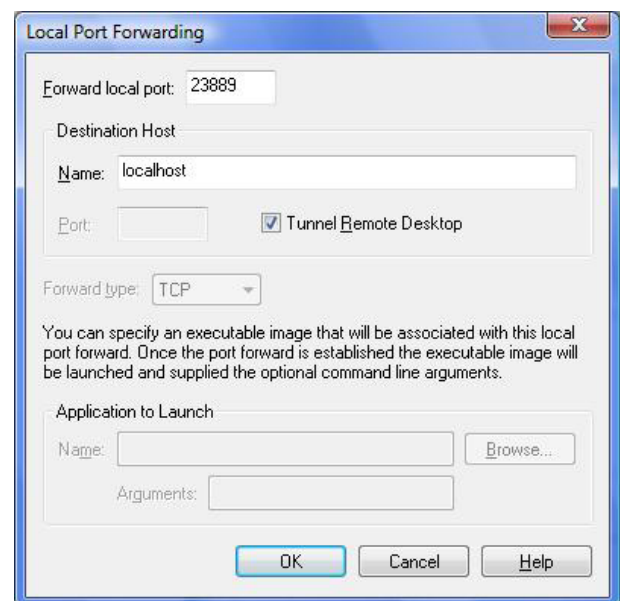 Local Port Forwarding
Forward local port: 23889
Destination Host
Name: localhost
Port: Tunnel Remote Desktop
Forward type: TCP
You can specify an executable image that will be associated with this local
port forward. Once the port forward is established the executable image will
be launched and supplied the optional command line arguments.
Application to Launch
Name: Browse...
Arguments:
OK Cancel Help